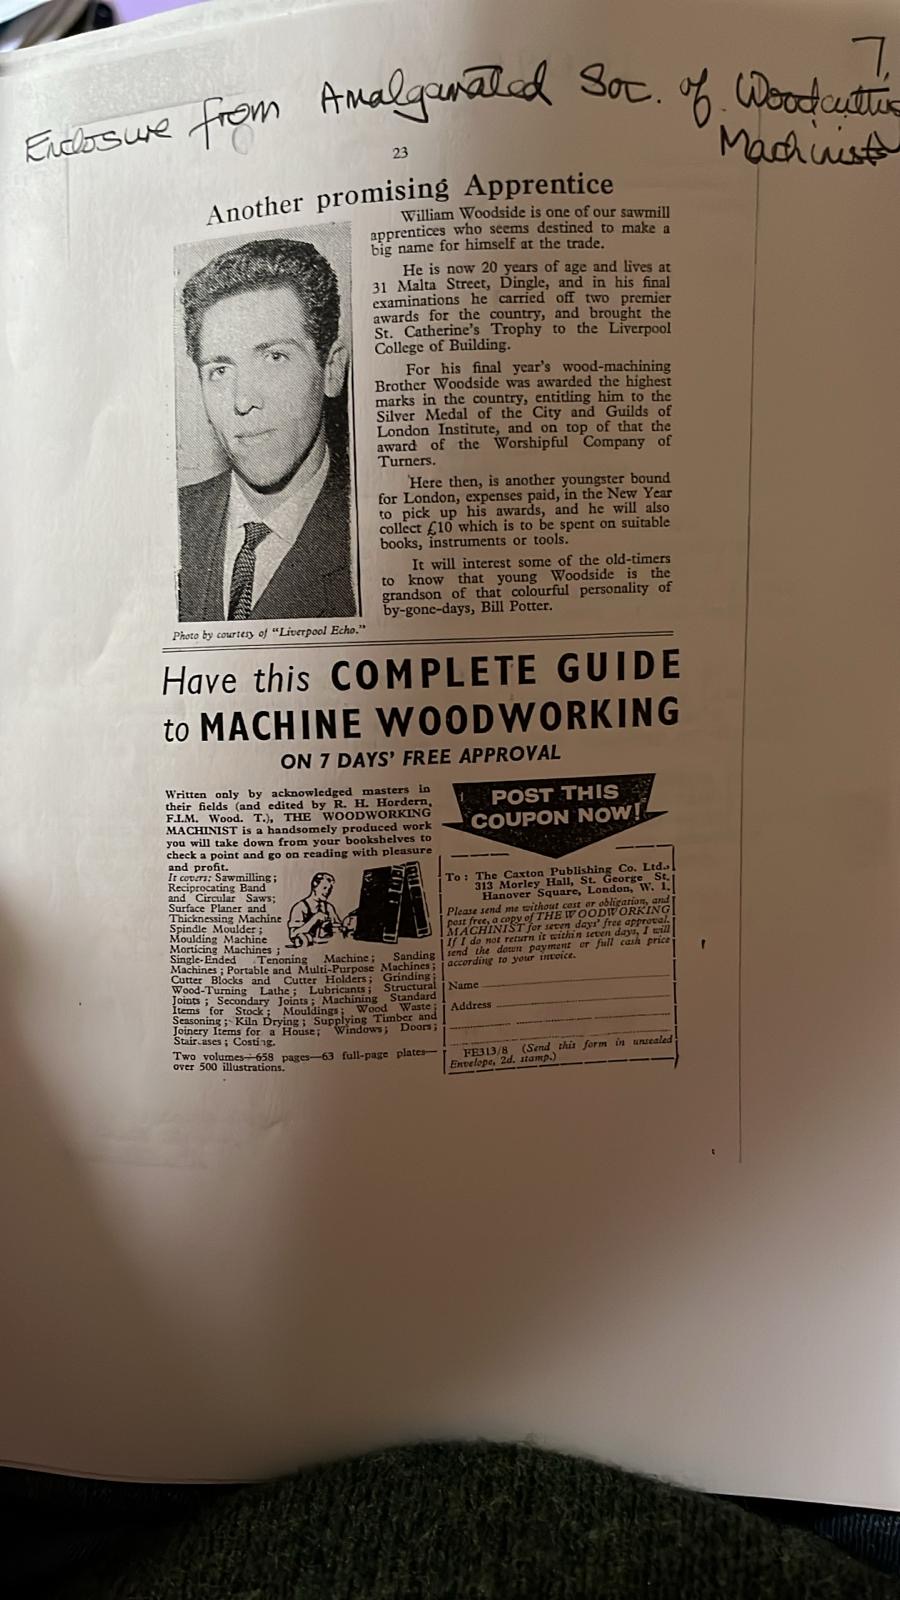 7.
Enclosure from Amalgamated Soc. of Woodcutting
Machinists
23
Another promising Apprentice
William Woodside is one of our sawmill
apprentices who seems destined to make a
big name for himself at the trade.
He is now 20 years of age and lives at
31 Malta Street, Dingle, and in his final
examinations he carried off two premier
awards for the country, and brought the
St. Catherine's Trophy to the Liverpool
College of Building.
For his final year's wood-machining
Brother Woodside was awarded the highest
marks in the country, entitling him to the
Silver Medal of the City and Guilds of
London Institute, and on top of that the
award of the Worshipful Company of
Turners.
Here then, is another youngster bound
for London, expenses paid, in the New Year
to pick up his awards, and he will also
collect £10 which is to be spent on suitable
books, instruments or tools.
It will interest some of the old-timers
to know that young Woodside is the
grandson of that colourful personality of
by-gone-days, Bill Potter.
Photo by courtesy of "Liverpool Echo."
Have this COMPLETE GUIDE
to MACHINE WOODWORKING
ON 7 DAYS' FREE APPROVAL
Written only by acknowledged masters in
their fields (and edited by R. H. Hordern,
F.I.M. Wood. T.), THE WOODWORKING
MACHINIST is a handsomely produced work
you will take down from your bookshelves to
check a point and go on reading with pleasure
and profit.
It covers: Sawmilling;
Reciprocating Band
and Circular Saws;
Surface Planer and
Thicknessing Machine
Spindle Moulder;
Moulding Machine
Morticing Machines;
Single-Ended Tenoning Machine; Sanding
Machines; Portable and Multi-Purpose Machines;
Cutter Blocks and Cutter Holders; Grinding;
Wood-Turning Lathe; Lubricants; Structural
Joints; Secondary Joints; Machining Standard
Items for Stock; Mouldings; Wood Waste;
Seasoning; Kiln Drying; Supplying Timber and
Joinery Items for a House; Windows; Doors;
Staircases; Costing.
Two volumes—658 pages—63 full-page plates—
over 500 illustrations.
POST THIS
COUPON NOW!
To: The Caxton Publishing Co. Ltd.,
313 Morley Hall, St. George St.
Hanover Square, London, W. 1.
Please send me without cost or obligation, and
post free, a copy of THE WOODWORKING
MACHINIST for seven days' free approval.
If I do not return it within seven days, I will
send the down payment or full cash price
according to your invoice.
Name
Address
FE313/8 (Send this form in unsealed
Envelope, 2d. stamp.)